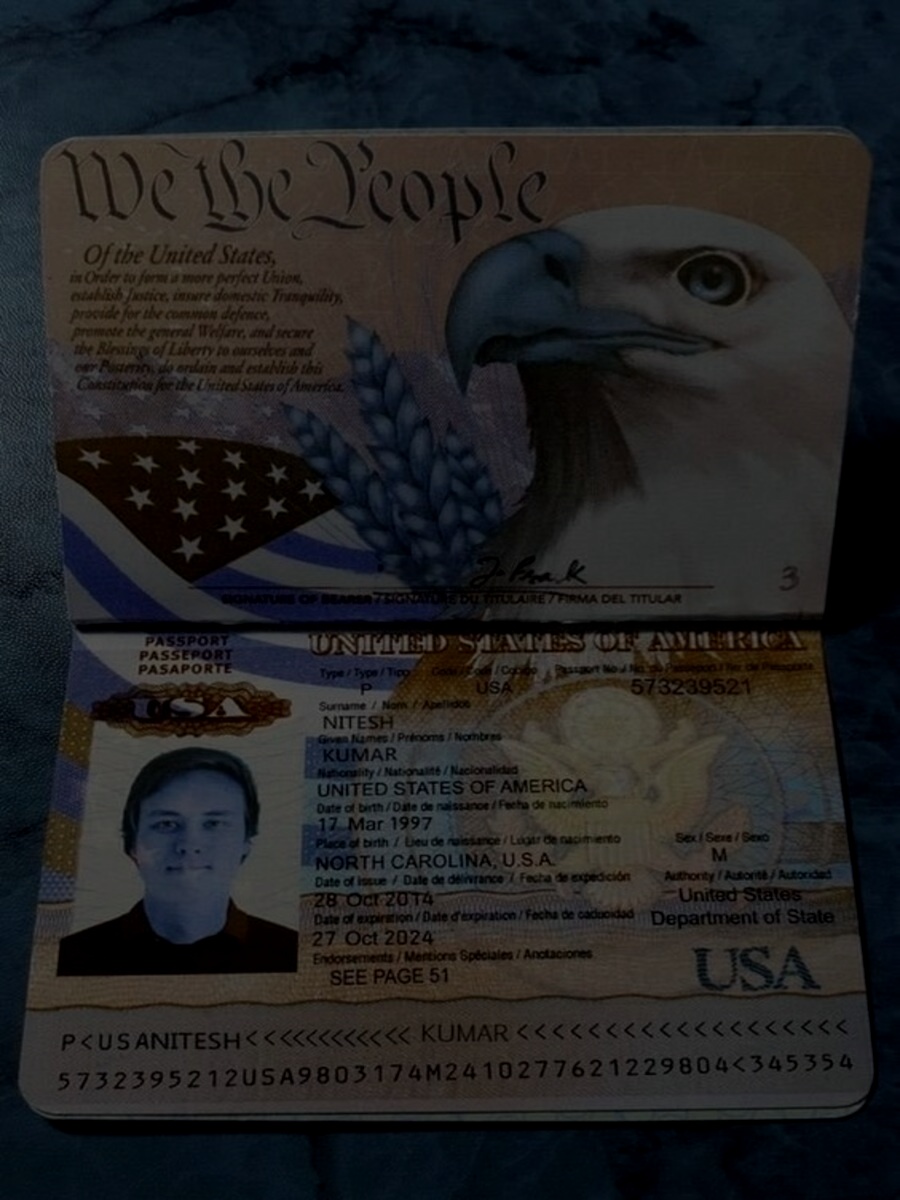 We the People
Of the United States,
in Order to form a more perfect Union,
establish Justice, insure domestic Tranquility,
provide for the common defence,
promote the general Welfare, and secure
the Blessings of Liberty to ourselves and
our Posterity, do ordain and establish this
Constitution for the United States of America.
3
SIGNATURE OF BEARER / SIGNATURE DU TITULAIRE / FIRMA DEL TITULAR
PASSPORT
PASSEPORT
PASAPORTE
USA
UNITED STATES OF AMERICA
Type / Type / Tipo Code / Code / Codigo Passport No
P USA 573239521
Surname / Nom / Apellidos
NITESH
Given Names / Prénoms / Nombres
KUMAR
Nationality / Nationalité / Nacionalidad
UNITED STATES OF AMERICA
Date of birth / Date de naissance / Fecha de nacimiento
17 Mar 1997
Place of birth / Lieu de naissance / Lugar de nacimiento Sex / Sexe / Sexo
NORTH CAROLINA, U.S.A. M
Date of issue / Date de délivrance / Fecha de expedición Authority / Autorité / Autoridad
28 Oct 2014 United States
Date of expiration / Date d'expiration / Fecha de caducidad Department of State
27 Oct 2024
Endorsements / Mentions Spéciales / Anotaciones
SEE PAGE 51 USA
P<USANITESH<<<<<<<<<<< KUMAR <<<<<<<<<<<<<<<<<<<<
5732395212USA9803174M24102776212298​04<345354